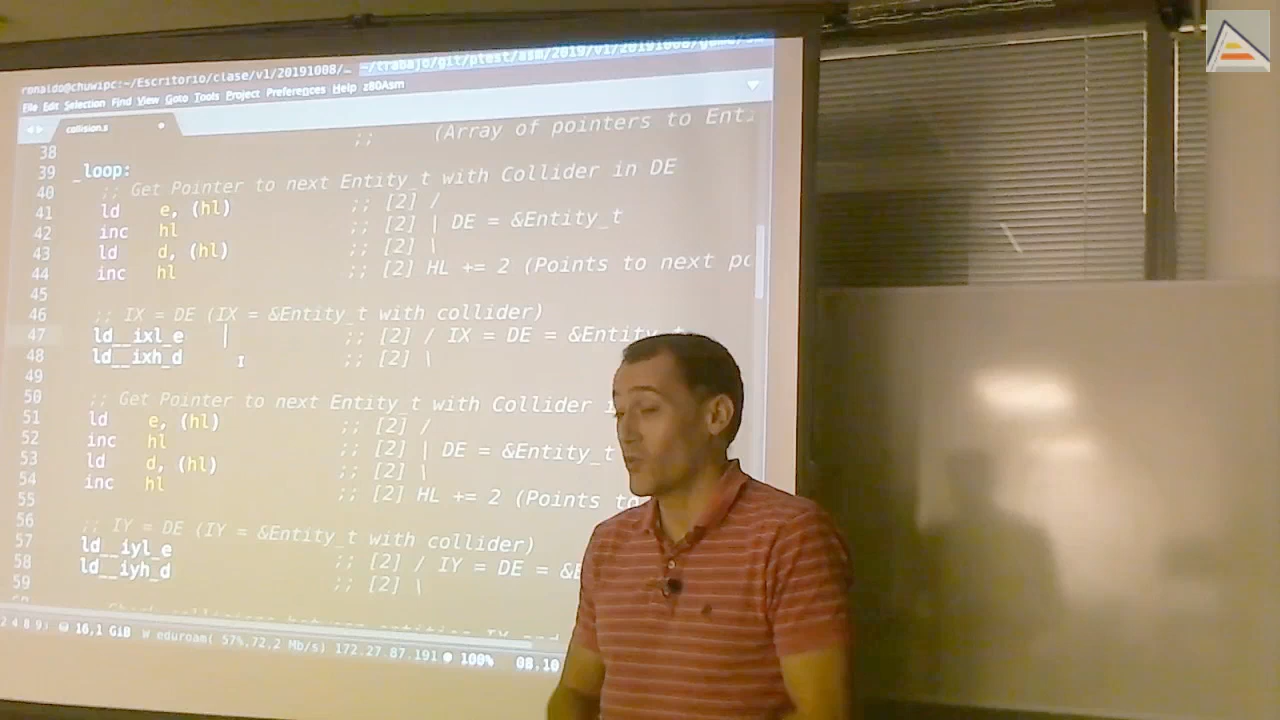 ronaldo@chuwipc:~/Escritorio/clase/v1/20191008/… ~/trabajo/git/ptest/asm/2019/v1/20191008/game/s
File Edit Selection Find View Goto Tools Project Preferences Help z80Asm
collision.s
38 ;; (Array of pointers to Enti
39 _loop:
40 ;; Get Pointer to next Entity_t with Collider in DE
41 ld e, (hl) ;; [2] /
42 inc hl ;; [2] | DE = &Entity_t
43 ld d, (hl) ;; [2] \
44 inc hl ;; [2] HL += 2 (Points to next po
45
46 ;; IX = DE (IX = &Entity_t with collider)
47 ld__ixl_e ;; [2] / IX = DE = &Entity_t
48 ld__ixh_d ;; [2] \
49
50 ;; Get Pointer to next Entity_t with Collider i
51 ld e, (hl) ;; [2] /
52 inc hl ;; [2] | DE = &Entity_t
53 ld d, (hl) ;; [2] \
54 inc hl ;; [2] HL += 2 (Points to
55
56 ;; IY = DE (IY = &Entity_t with collider)
57 ld__iyl_e ;; [2] / IY = DE = &E
58 ld__iyh_d ;; [2] \
59
16,1 GiB W eduroam( 57%,72,2 Mb/s) 172.27.87.191 100% 08.10